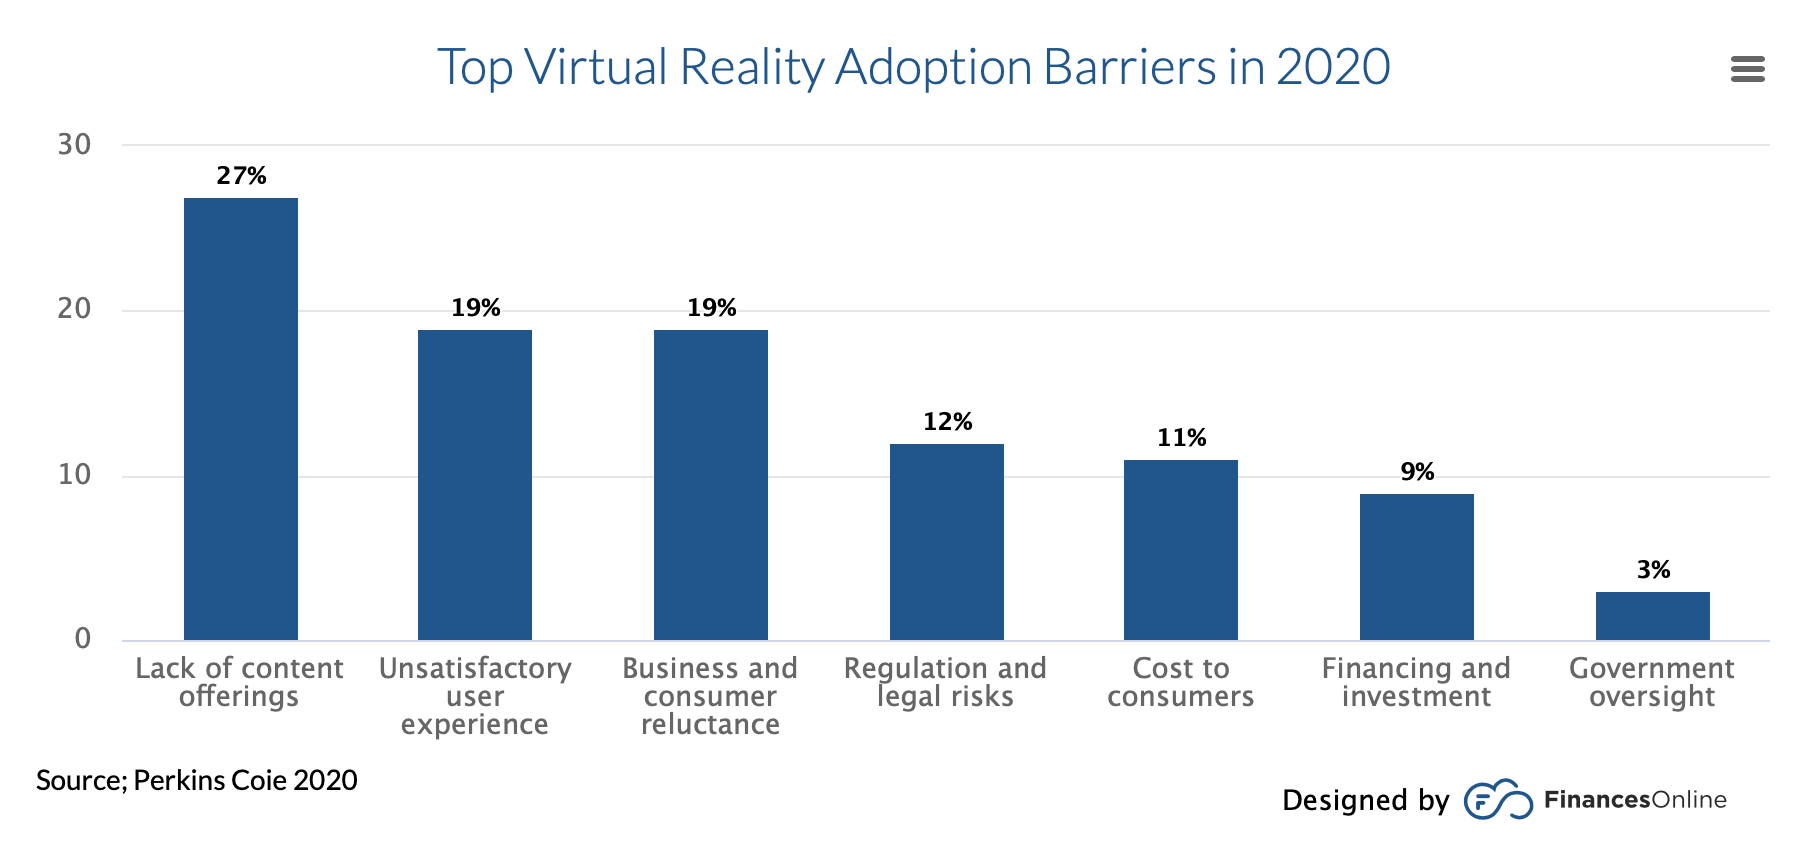 Top Virtual Reality Adoption Barriers in 2020
30
20
10
0
27%
19%
19%
12%
11%
9%
3%
Lack of content
offerings
Unsatisfactory
user
experience
Business and
consumer
reluctance
Regulation and
legal risks
Cost to
consumers
Financing and
investment
Government
oversight
Source; Perkins Coie 2020
Designed by FinancesOnline